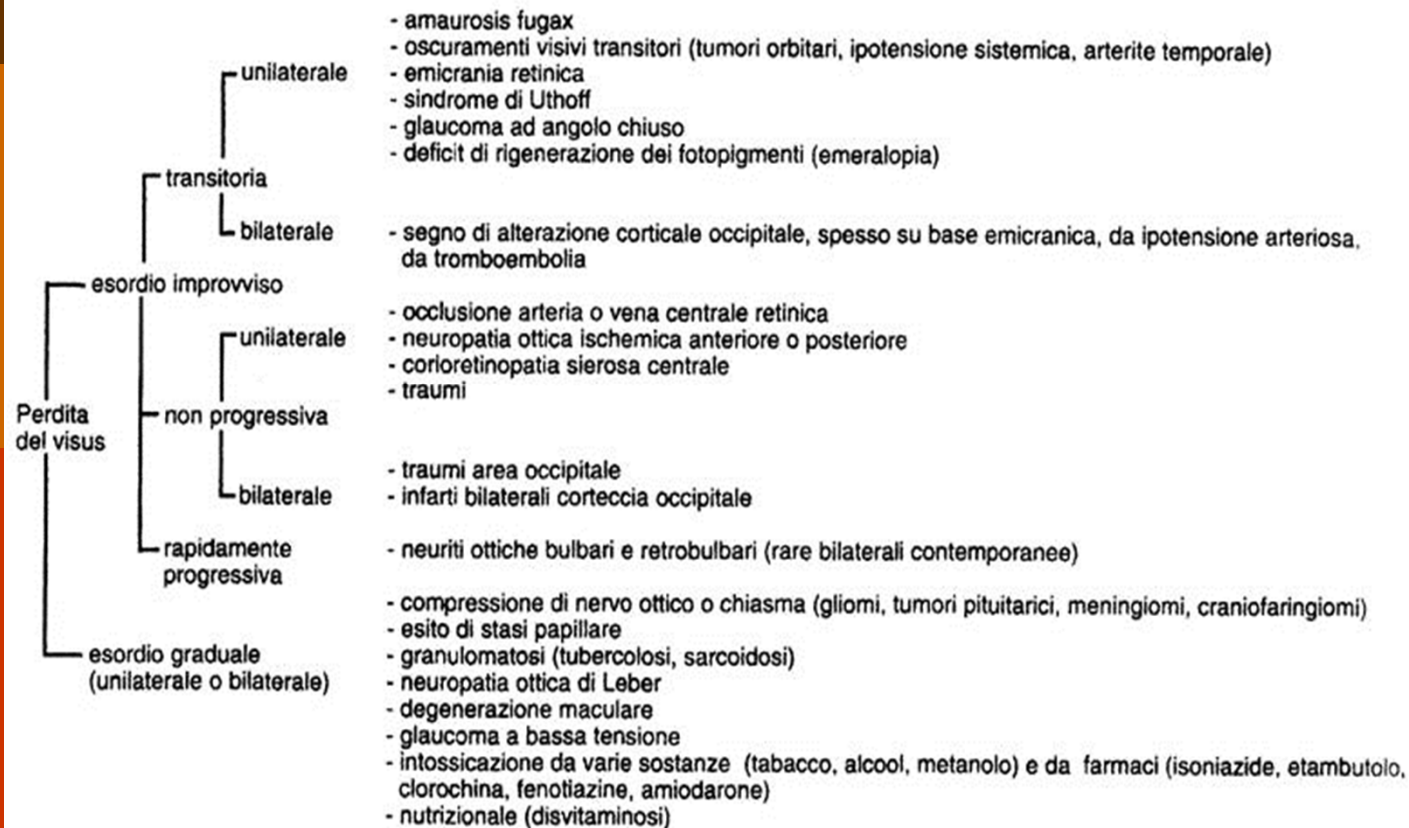 - amaurosis fugax
- oscuramenti visivi transitori (tumori orbitari, ipotensione sistemica, arterite temporale)
unilaterale
- emicrania retinica
- sindrome di Uthoff
- glaucoma ad angolo chiuso
- deficit di rigenerazione dei fotopigmenti (emeralopia)
transitoria
bilaterale
- segno di alterazione corticale occipitale, spesso su base emicranica, da ipotensione arteriosa,
da tromboembolia
esordio improvviso
- occlusione arteria o vena centrale retinica
unilaterale
- neuropatia ottica ischemica anteriore o posteriore
- corioretinopatia sierosa centrale
- traumi
Perdita
del visus
non progressiva
- traumi area occipitale
bilaterale
- infarti bilaterali corteccia occipitale
rapidamente
progressiva
- neuriti ottiche bulbari e retrobulbari (rare bilaterali contemporanee)
esordio graduale
(unilaterale o bilaterale)
- compressione di nervo ottico o chiasma (gliomi, tumori pituitarici, meningiomi, craniofaringiomi)
- esito di stasi papillare
- granulomatosi (tubercolosi, sarcoidosi)
- neuropatia ottica di Leber
- degenerazione maculare
- glaucoma a bassa tensione
- intossicazione da varie sostanze (tabacco, alcool, metanolo) e da farmaci (isoniazide, etambutolo,
clorochina, fenotiazine, amiodarone)
- nutrizionale (disvitaminosi)